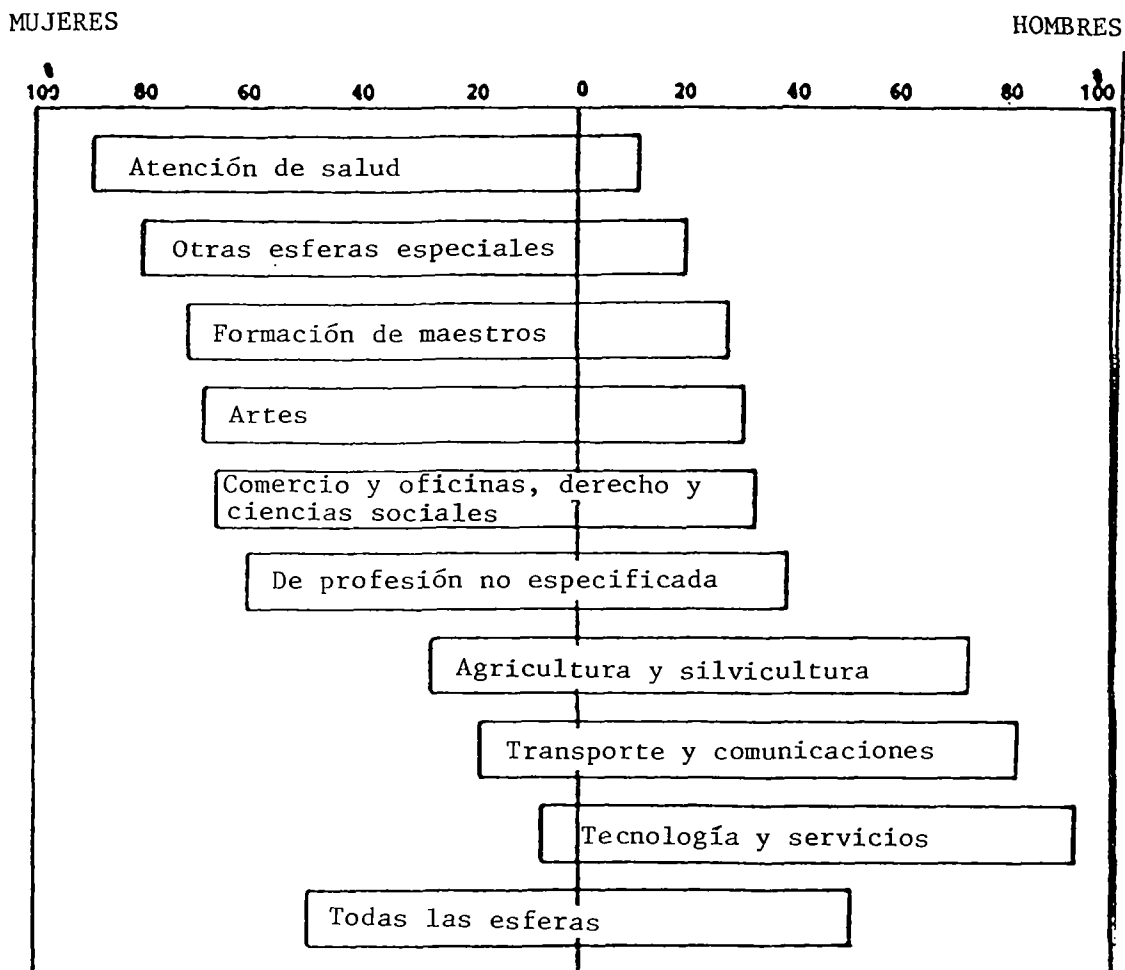 MUJERES HOMBRES
% %
100 80 60 40 20 0 20 40 60 80 100
Atención de salud
Otras esferas especiales
Formación de maestros
Artes
Comercio y oficinas, derecho y
ciencias sociales
De profesión no especificada
Agricultura y silvicultura
Transporte y comunicaciones
Tecnología y servicios
Todas las esferas